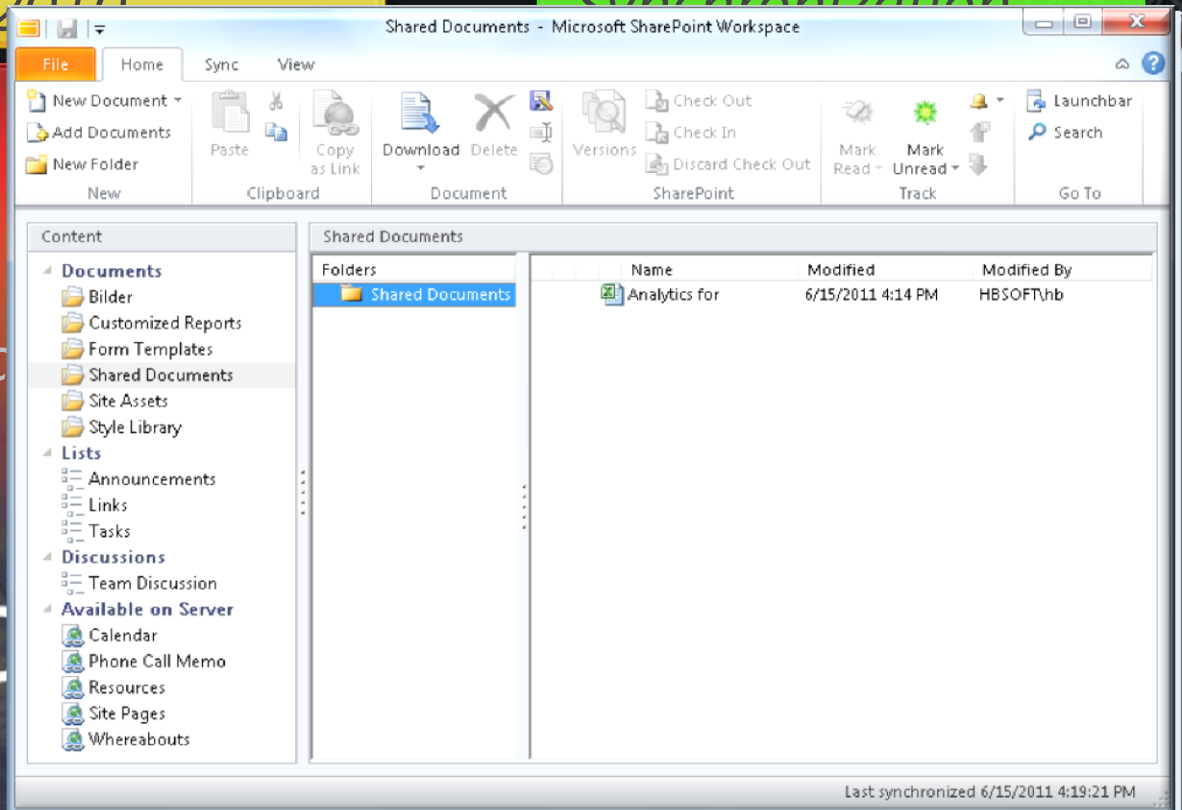 2010
Synchronization
Shared Documents - Microsoft SharePoint Workspace
File Home Sync View
New Document
Add Documents
New Folder
New
Paste
Clipboard
Copy
as Link
Download Delete
Document
Versions
Check Out
Check In
Discard Check Out
SharePoint
Mark
Read
Mark
Unread
Track
Launchbar
Search
Go To
Content
Documents
Bilder
Customized Reports
Form Templates
Shared Documents
Site Assets
Style Library
Lists
Announcements
Links
Tasks
Discussions
Team Discussion
Available on Server
Calendar
Phone Call Memo
Resources
Site Pages
Whereabouts
Shared Documents
Folders
Shared Documents
Name Modified Modified By
Analytics for 6/15/2011 4:14 PM HBSOFT\hb
Last synchronized 6/15/2011 4:19:21 PM